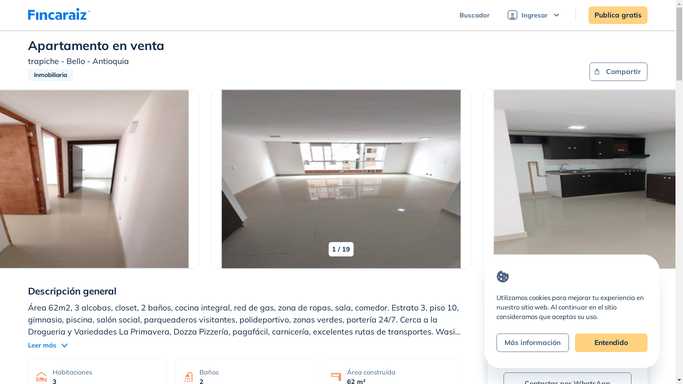 Fincaraiz
Buscador
Ingresar
Publica gratis
Apartamento en venta
trapiche - Bello - Antioquia
Inmobiliaria
Compartir
1 / 19
Descripción general
Área 62m2, 3 alcobas, closet, 2 baños, cocina integral, red de gas, zona de ropas, sala, comedor. Estrato 3, piso 10,
gimnasio, piscina, salón social, parqueaderos visitantes, polideportivo, zonas verdes, portería 24/7. Cerca a la
Drogueria y Variedades La Primavera, Dozza Pizzería, pagafácil, carnicería, excelentes rutas de transportes. Wasi...
Leer más
Habitaciones
3
Baños
2
Área construida
62 m²
Utilizamos cookies para mejorar tu experiencia en
nuestro sitio web. Al continuar en el sitio
consideramos que aceptas su uso.
Más información
Entendido
Contactar por WhatsApp